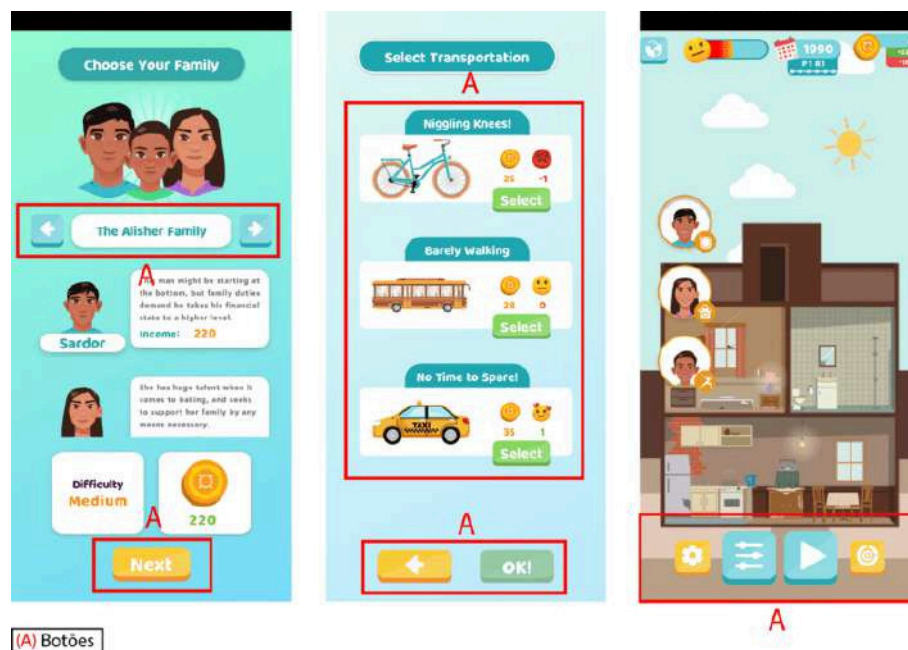 Choose Your Family
The Alisher Family
A
man might be starting at
the bottom, but family duties
demand he takes his financial
state to a higher level.
Income: 220
Sardor
She has huge talent when it
comes to baking, and seeks
to support her family by any
means necessary.
Difficulty
Medium
220
A
Next
Select Transportation
A
Niggling Knees!
25 -1
Select
Barely Walking
28 0
Select
No Time to Spare!
TAXI
35 1
Select
A
OK!
1990
P1 R1
A
(A) Botões